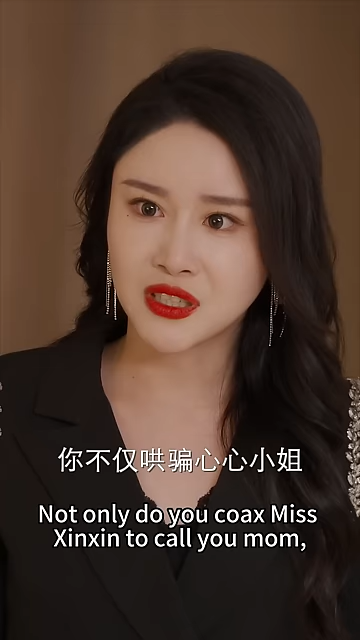 你不仅哄骗心心小姐
Not only do you coax Miss
Xinxin to call you mom,